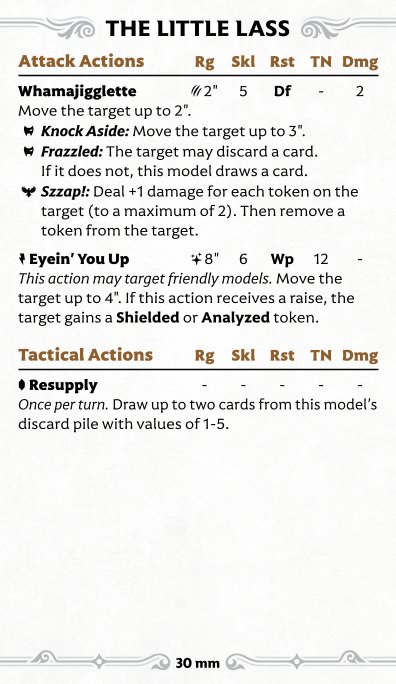 THE LITTLE LASS
Attack Actions Rg Skl Rst TN Dmg
Whamajigglette 2" 5 Df - 2
Move the target up to 2".
Knock Aside: Move the target up to 3".
Frazzled: The target may discard a card.
If it does not, this model draws a card.
Szzap!: Deal +1 damage for each token on the
target (to a maximum of 2). Then remove a
token from the target.
Eyein' You Up 8" 6 Wp 12 -
This action may target friendly models. Move the
target up to 4". If this action receives a raise, the
target gains a Shielded or Analyzed token.
Tactical Actions Rg Skl Rst TN Dmg
Resupply - - - - -
Once per turn. Draw up to two cards from this model's
discard pile with values of 1-5.
30 mm